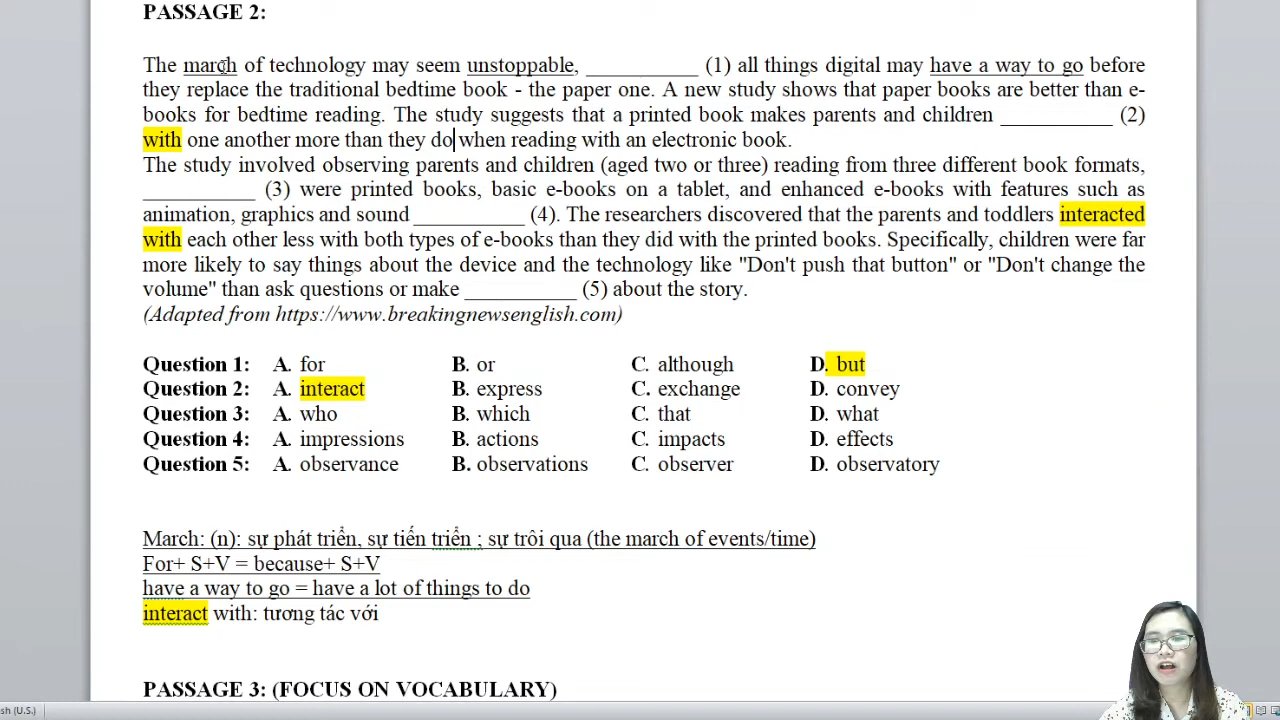 PASSAGE 2:
The march of technology may seem unstoppable, __________ (1) all things digital may have a way to go before
they replace the traditional bedtime book - the paper one. A new study shows that paper books are better than e-
books for bedtime reading. The study suggests that a printed book makes parents and children __________ (2)
with one another more than they do when reading with an electronic book.
The study involved observing parents and children (aged two or three) reading from three different book formats,
__________ (3) were printed books, basic e-books on a tablet, and enhanced e-books with features such as
animation, graphics and sound __________ (4). The researchers discovered that the parents and toddlers interacted
with each other less with both types of e-books than they did with the printed books. Specifically, children were far
more likely to say things about the device and the technology like "Don't push that button" or "Don't change the
volume" than ask questions or make __________ (5) about the story.
(Adapted from https://www.breakingnewsenglish.com)
Question 1: A. for B. or C. although D. but
Question 2: A. interact B. express C. exchange D. convey
Question 3: A. who B. which C. that D. what
Question 4: A. impressions B. actions C. impacts D. effects
Question 5: A. observance B. observations C. observer D. observatory
March: (n): sự phát triển, sự tiến triển ; sự trôi qua (the march of events/time)
For+ S+V = because+ S+V
have a way to go = have a lot of things to do
interact with: tương tác với
PASSAGE 3: (FOCUS ON VOCABULARY)
sh (U.S.)